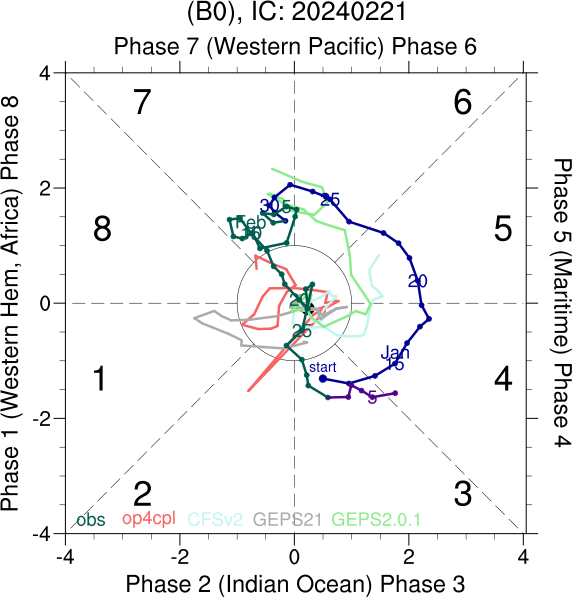 (B0), IC: 20240221
Phase 7 (Western Pacific) Phase 6
4
7
6
2
30
5
25
Feb
10
8
5
Phase 1 (Western Hem, Africa) Phase 8
Phase 5 (Maritime) Phase 4
20
0
25
Jan
15
start
1
4
5
-2
2
3
obs
op4cpl
CFSv2
GEPS21
GEPS2.0.1
-4
-4
-2
0
2
4
Phase 2 (Indian Ocean) Phase 3